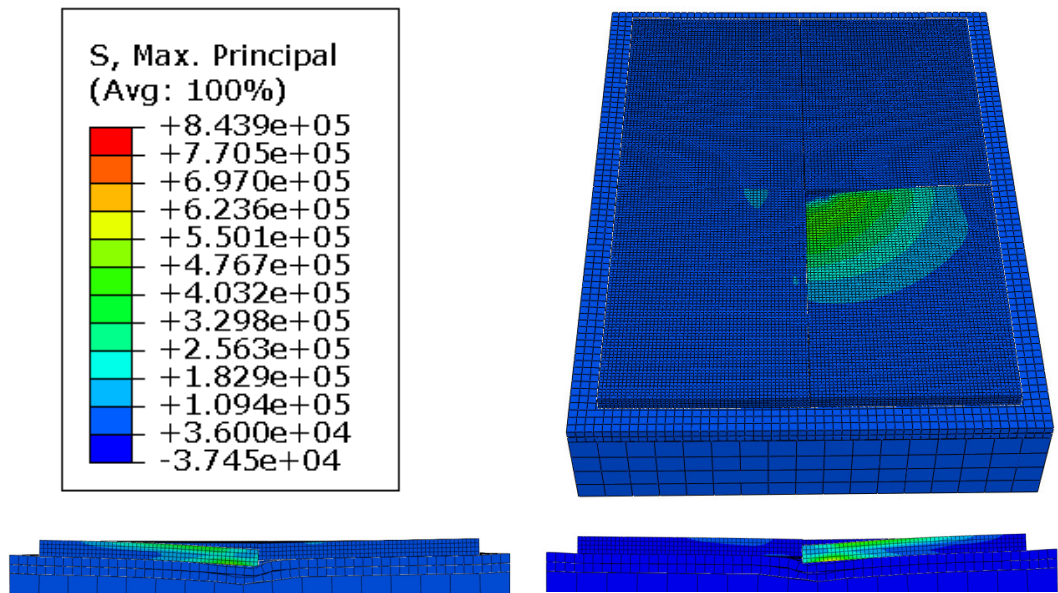 S, Max. Principal
(Avg: 100%)
+8.439e+05
+7.705e+05
+6.970e+05
+6.236e+05
+5.501e+05
+4.767e+05
+4.032e+05
+3.298e+05
+2.563e+05
+1.829e+05
+1.094e+05
+3.600e+04
-3.745e+04